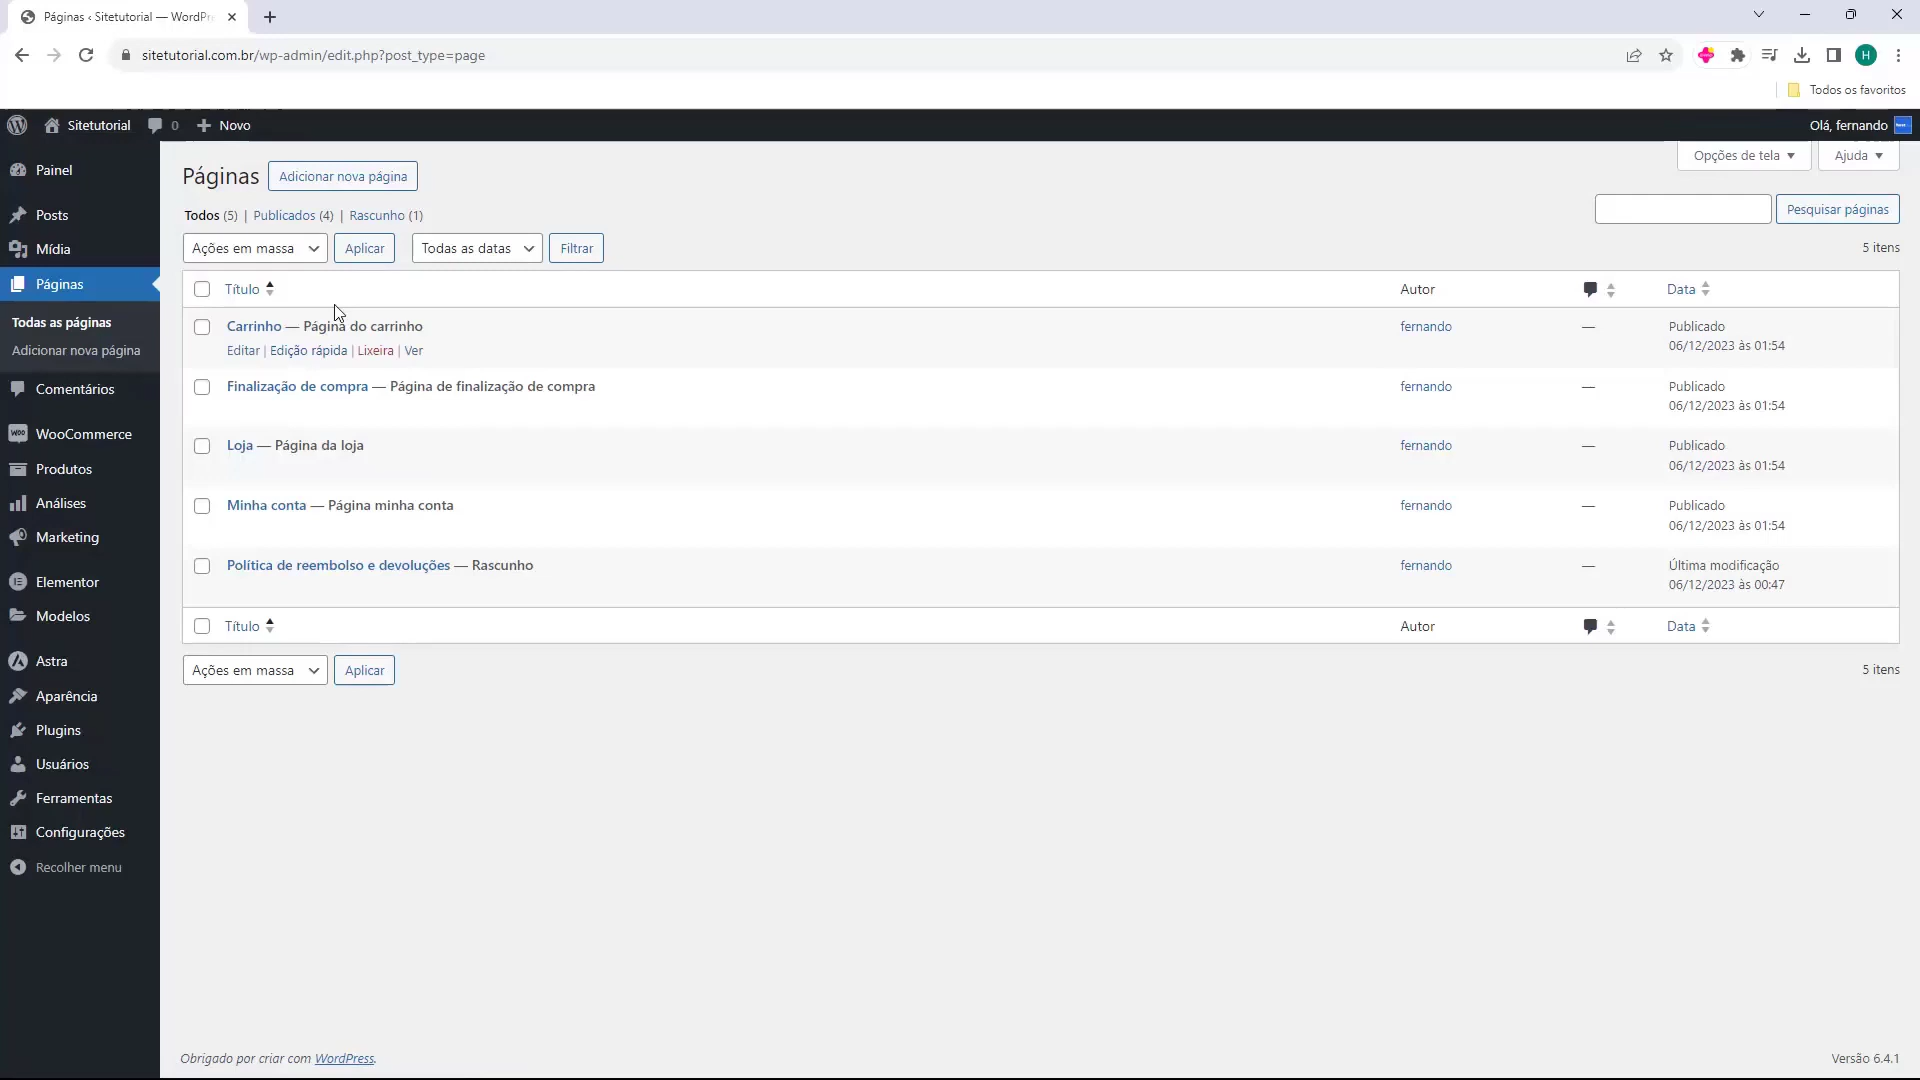 Páginas ‹ Sitetutorial — WordPr
sitetutorial.com.br/wp-admin/edit.php?post_type=page
H
Todos os favoritos
Sitetutorial
0
Novo
Olá, fernando
Painel
Posts
Mídia
Páginas
Todas as páginas
Adicionar nova página
Comentários
WooCommerce
Produtos
Análises
Marketing
Elementor
Modelos
Astra
Aparência
Plugins
Usuários
Ferramentas
Configurações
Recolher menu
Opções de tela
Ajuda
Páginas
Adicionar nova página
Todos (5) | Publicados (4) | Rascunho (1)
Pesquisar páginas
Ações em massa Aplicar Todas as datas Filtrar 5 itens
Título Autor Data
Carrinho — Página do carrinho fernando — Publicado
06/12/2023 às 01:54
Editar | Edição rápida | Lixeira | Ver
Finalização de compra — Página de finalização de compra fernando — Publicado
06/12/2023 às 01:54
Loja — Página da loja fernando — Publicado
06/12/2023 às 01:54
Minha conta — Página minha conta fernando — Publicado
06/12/2023 às 01:54
Política de reembolso e devoluções — Rascunho fernando — Última modificação
06/12/2023 às 00:47
Título Autor Data
Ações em massa Aplicar 5 itens
Obrigado por criar com WordPress.
Versão 6.4.1